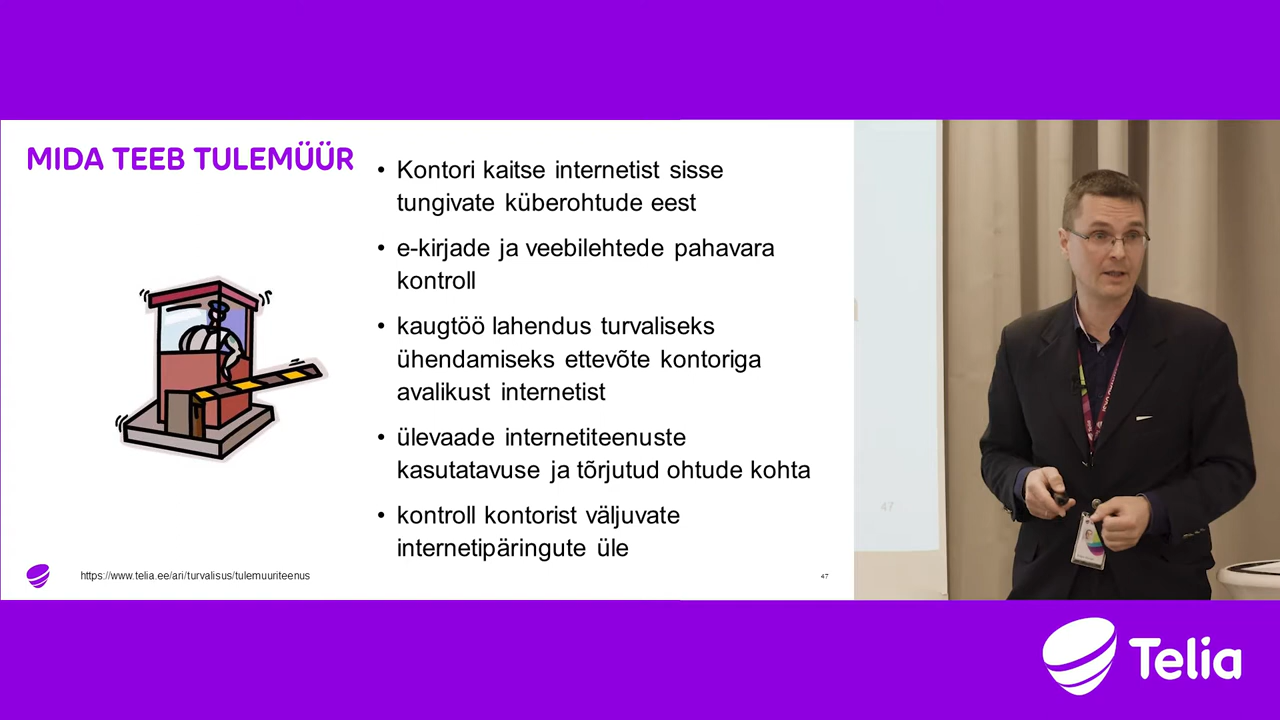 MIDA TEEB TULEMÜÜR
• Kontori kaitse internetist sisse
tungivate küberohtude eest
• e-kirjade ja veebilehtede pahavara
kontroll
• kaugtöö lahendus turvaliseks
ühendamiseks ettevõte kontoriga
avalikust internetist
• ülevaade internetiteenuste
kasutatavuse ja tõrjutud ohtude kohta
• kontroll kontorist väljuvate
internetipäringute üle
https://www.telia.ee/ari/turvalisus/tulemuuriteenus
47
47
Telia